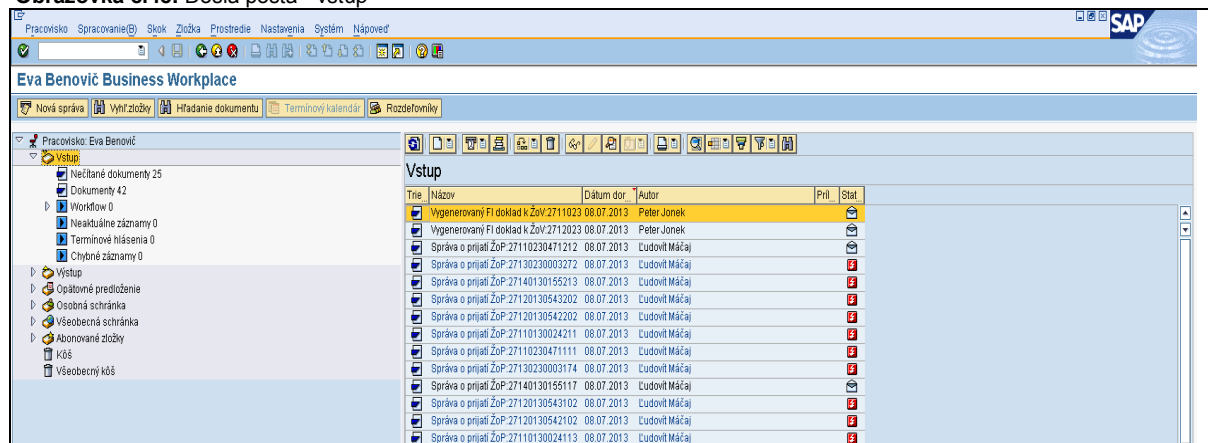 Obrazovka č.49: Došlá pošta - vstup
Pracovisko Spracovanie(B) Skok Zložka Prostredie Nastavenia Systém Nápoveď
SAP
Eva Benovič Business Workplace
Nová správa Vyhľ.zložky Hľadanie dokumentu Termínový kalendár Rozdeľovníky
Pracovisko: Eva Benovič
Vstup
Nečítané dokumenty 25
Dokumenty 42
Workflow 0
Neaktuálne záznamy 0
Termínové hlásenia 0
Chybné záznamy 0
Výstup
Opätovné predloženie
Osobná schránka
Všeobecná schránka
Abonované zložky
Kôš
Všeobecný kôš
Vstup
Trie... Názov Dátum dor... Autor Príl... Stat...
Vygenerovaný FI doklad k ŽoV:2711023 08.07.2013 Peter Jonek
Vygenerovaný FI doklad k ŽoV:2712023 08.07.2013 Peter Jonek
Správa o prijatí ŽoP:27110230471212 08.07.2013 Ľudovít Máčaj
Správa o prijatí ŽoP:27130230003272 08.07.2013 Ľudovít Máčaj
Správa o prijatí ŽoP:27140130155213 08.07.2013 Ľudovít Máčaj
Správa o prijatí ŽoP:27120130543202 08.07.2013 Ľudovít Máčaj
Správa o prijatí ŽoP:27120130542202 08.07.2013 Ľudovít Máčaj
Správa o prijatí ŽoP:27110130024211 08.07.2013 Ľudovít Máčaj
Správa o prijatí ŽoP:27110230471111 08.07.2013 Ľudovít Máčaj
Správa o prijatí ŽoP:27130230003174 08.07.2013 Ľudovít Máčaj
Správa o prijatí ŽoP:27140130155117 08.07.2013 Ľudovít Máčaj
Správa o prijatí ŽoP:27120130543102 08.07.2013 Ľudovít Máčaj
Správa o prijatí ŽoP:27120130542102 08.07.2013 Ľudovít Máčaj
Správa o prijatí ŽoP:27110130024113 08.07.2013 Ľudovít Máčaj